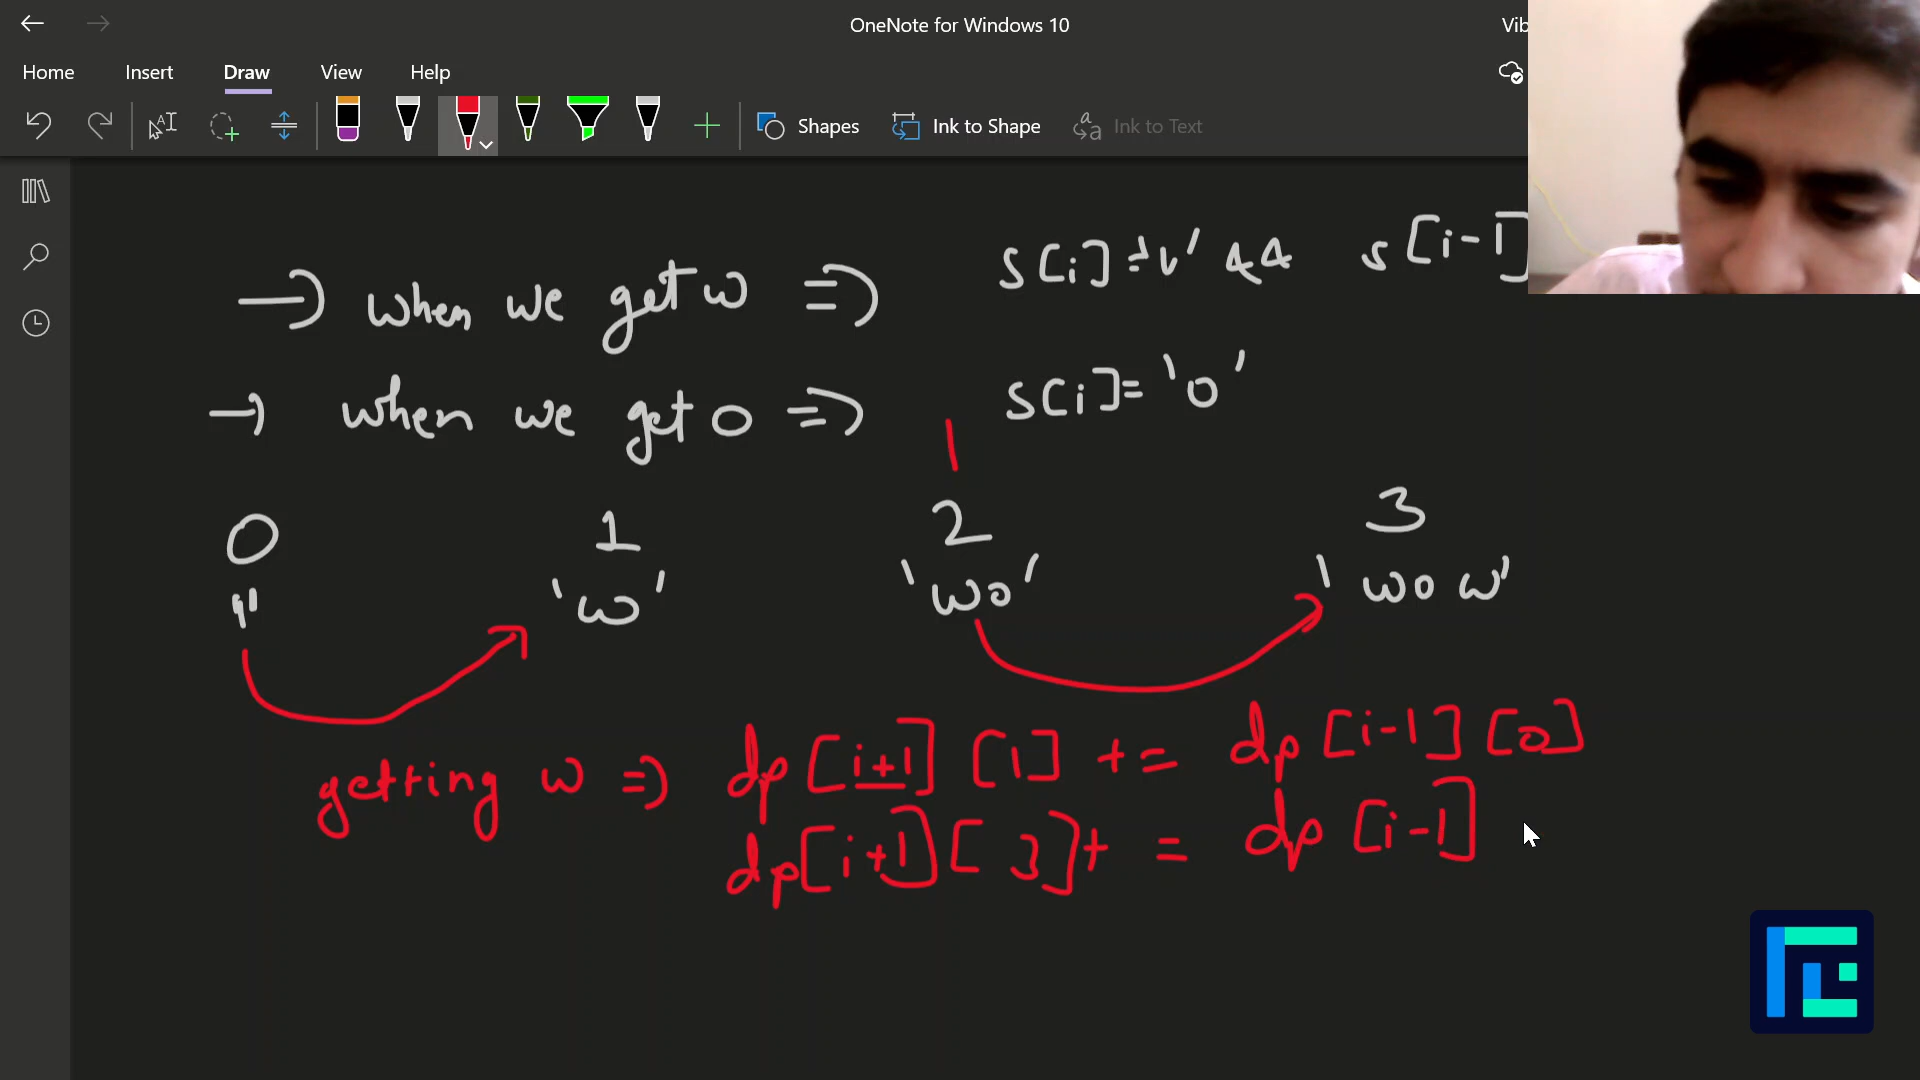 OneNote for Windows 10
Vib
Home Insert Draw View Help
Shapes Ink to Shape Ink to Text
→ when we get w ⇒ s[i]='v' && s[i-1]
→ when we get o ⇒ s[i]='o'
0 1 2 3
'' 'w' 'wo' 'wow'
getting w ⇒ dp[i+1][1] += dp[i-1][0]
dp[i+1][3] += dp[i-1]